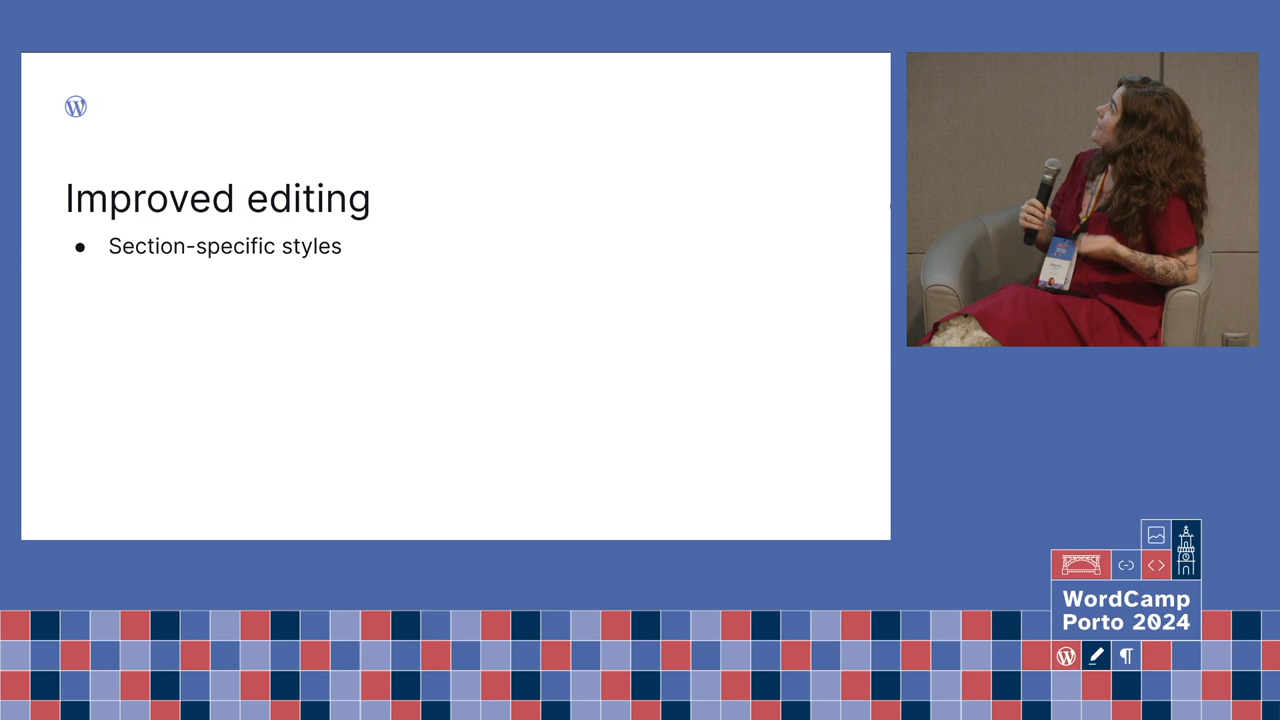 Improved editing
● Section-specific styles
WordCamp
Porto 2024